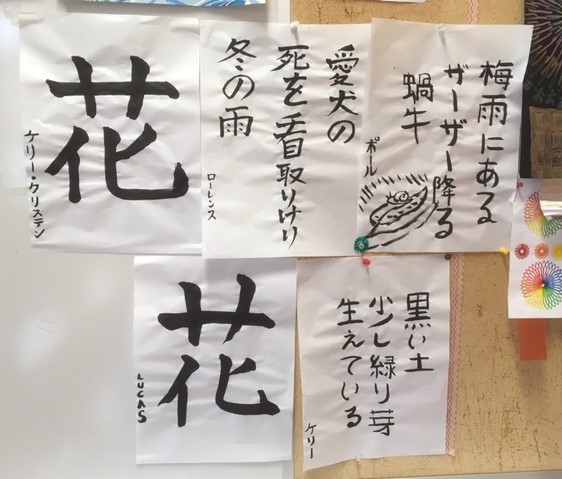 花
ケリー・クリステン
愛犬の
死を看取りけり
冬の雨
ローレンス
梅雨にある
ザーザー降る
蝸牛
ポール
花
LUCAS
黒い土
少し緑り芽
生えている
ケリー